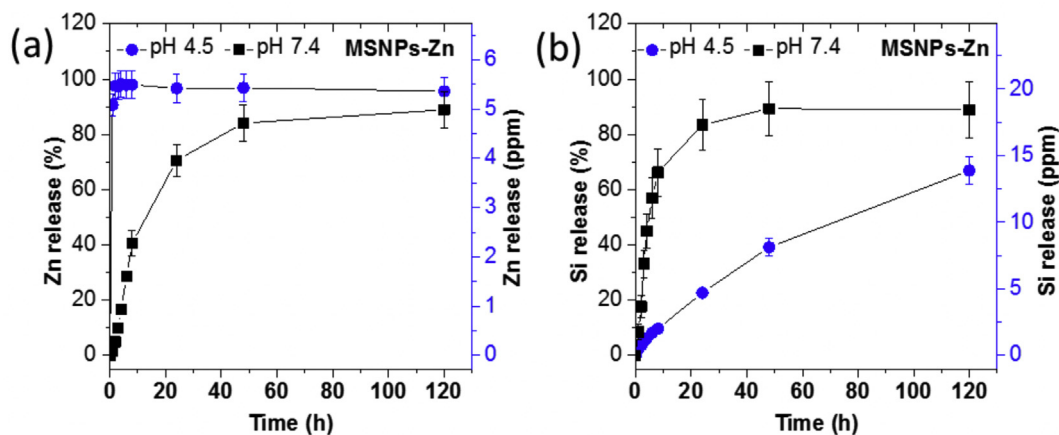 (a)
pH 4.5 pH 7.4 MSNPs-Zn
120
100
80
60
40
20
0
Zn release (%)
6
5
4
3
2
1
0
Zn release (ppm)
0 20 40 60 80 100 120
Time (h)
(b)
pH 4.5 pH 7.4 MSNPs-Zn
120
100
80
60
40
20
0
Si release (%)
20
15
10
5
0
Si release (ppm)
0 20 40 60 80 100 120
Time (h)